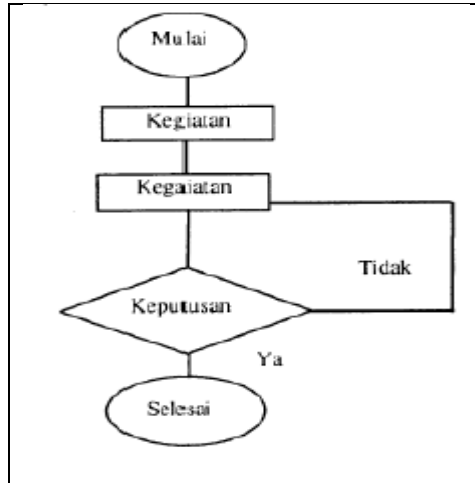 Mulai
Kegiatan
Kegaiatan
Tidak
Keputusan
Ya
Selesai